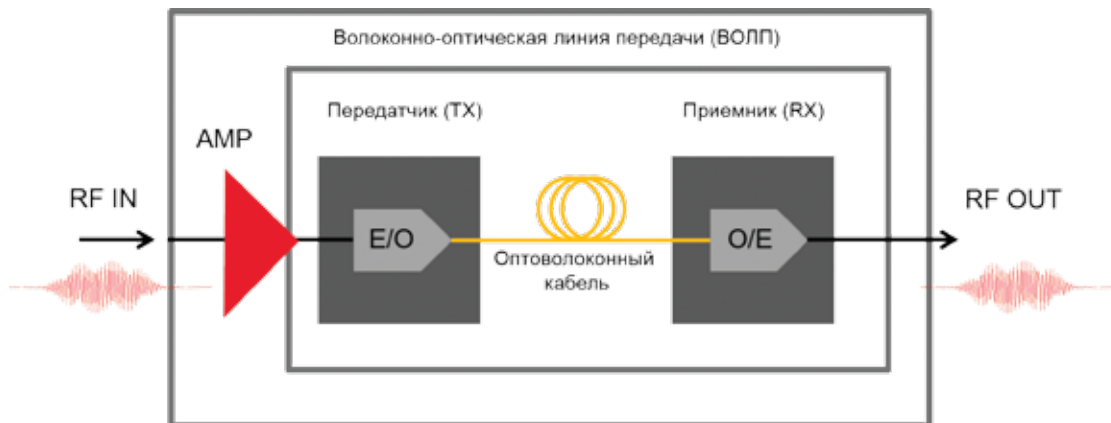 Волоконно-оптическая линия передачи (ВОЛП)
Передатчик (TX)
Приемник (RX)
AMP
RF IN
RF OUT
E/O
O/E
Оптоволоконный
кабель